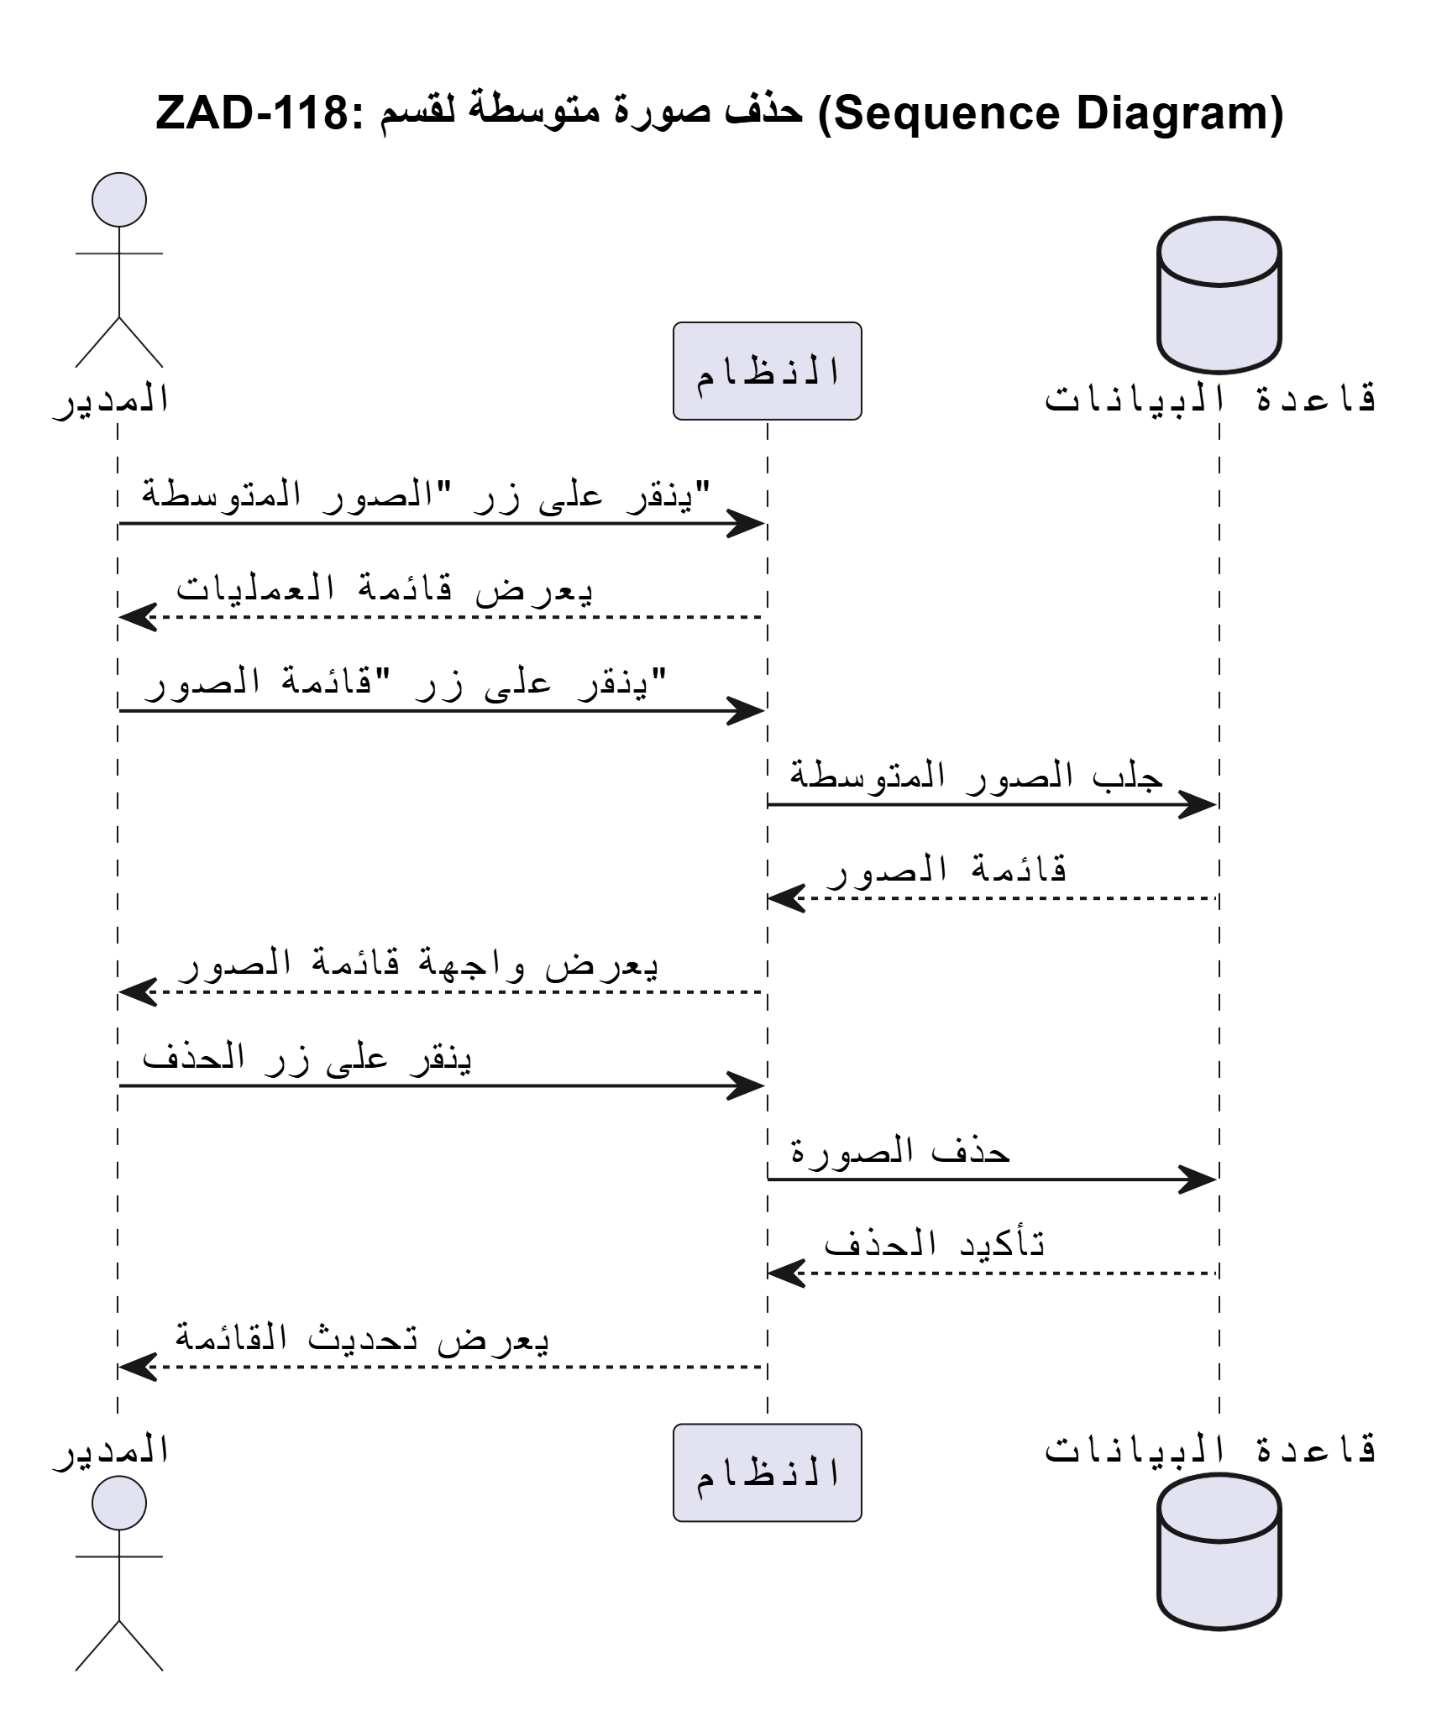 ZAD-118: حذف صورة متوسطة لقسم (Sequence Diagram)
المدير
النظام
قاعدة البيانات
ينقر على زر "الصور المتوسطة"
يعرض قائمة العمليات
ينقر على زر "قائمة الصور"
جلب الصور المتوسطة
قائمة الصور
يعرض واجهة قائمة الصور
ينقر على زر الحذف
حذف الصورة
تأكيد الحذف
يعرض تحديث القائمة
المدير
النظام
قاعدة البيانات